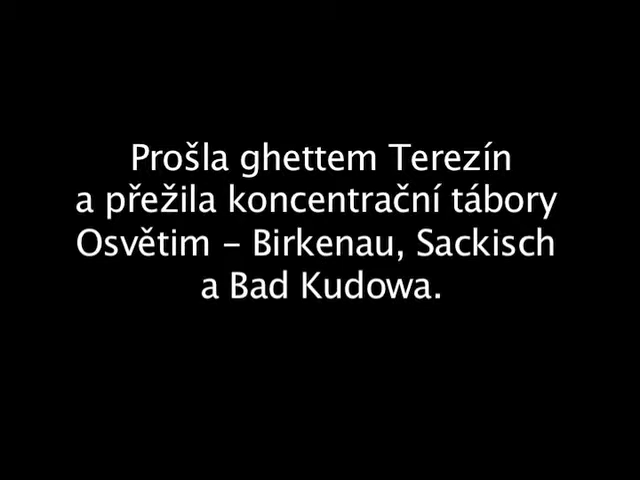 Prošla ghettem Terezín
a přežila koncentrační tábory
Osvětim – Birkenau, Sackisch
a Bad Kudowa.